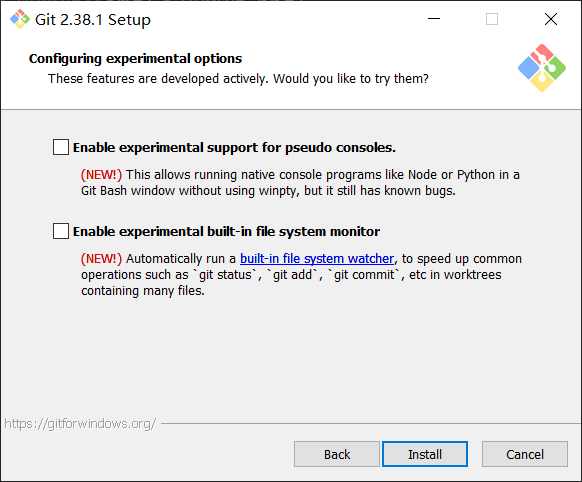 Git 2.38.1 Setup
Configuring experimental options
These features are developed actively. Would you like to try them?
Enable experimental support for pseudo consoles.
(NEW!) This allows running native console programs like Node or Python in a
Git Bash window without using winpty, but it still has known bugs.
Enable experimental built-in file system monitor
(NEW!) Automatically run a built-in file system watcher, to speed up common
operations such as `git status`, `git add`, `git commit`, etc in worktrees
containing many files.
https://gitforwindows.org/
Back
Install
Cancel